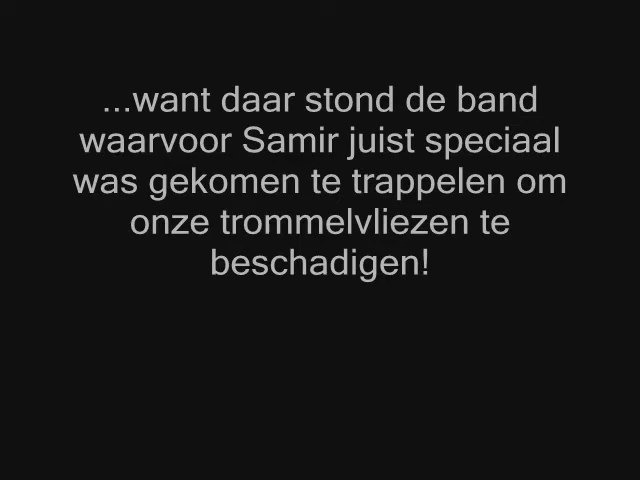 ...want daar stond de band
waarvoor Samir juist speciaal
was gekomen te trappelen om
onze trommelvliezen te
beschadigen!